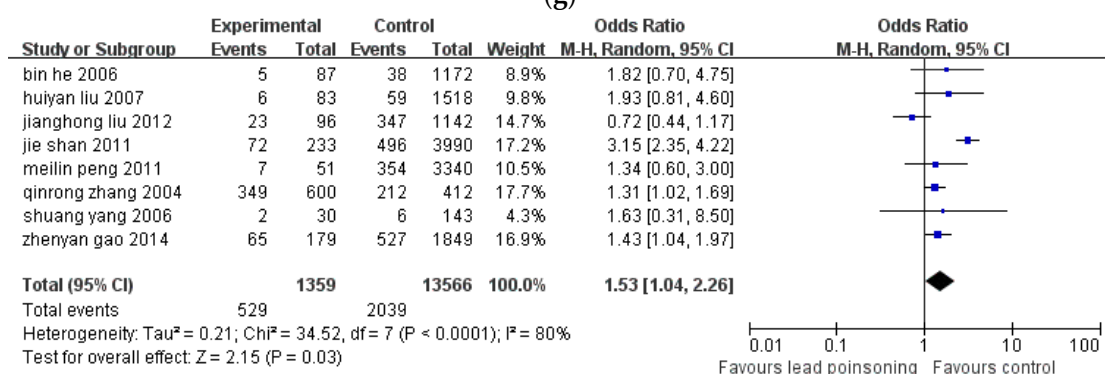 (g)
Experimental Control Odds Ratio Odds Ratio
Study or Subgroup Events Total Events Total Weight M-H, Random, 95% CI M-H, Random, 95% CI
bin he 2006 5 87 38 1172 8.9% 1.82 [0.70, 4.75]
huiyan liu 2007 6 83 59 1518 9.8% 1.93 [0.81, 4.60]
jianghong liu 2012 23 96 347 1142 14.7% 0.72 [0.44, 1.17]
jie shan 2011 72 233 496 3990 17.2% 3.15 [2.35, 4.22]
meilin peng 2011 7 51 354 3340 10.5% 1.34 [0.60, 3.00]
qinrong zhang 2004 349 600 212 412 17.7% 1.31 [1.02, 1.69]
shuang yang 2006 2 30 6 143 4.3% 1.63 [0.31, 8.50]
zhenyan gao 2014 65 179 527 1849 16.9% 1.43 [1.04, 1.97]
Total (95% CI) 1359 13566 100.0% 1.53 [1.04, 2.26]
Total events 529 2039
Heterogeneity: Tau² = 0.21; Chi² = 34.52, df = 7 (P < 0.0001); I² = 80%
Test for overall effect: Z = 2.15 (P = 0.03)
0.01 0.1 1 10 100
Favours lead poinsoning Favours control